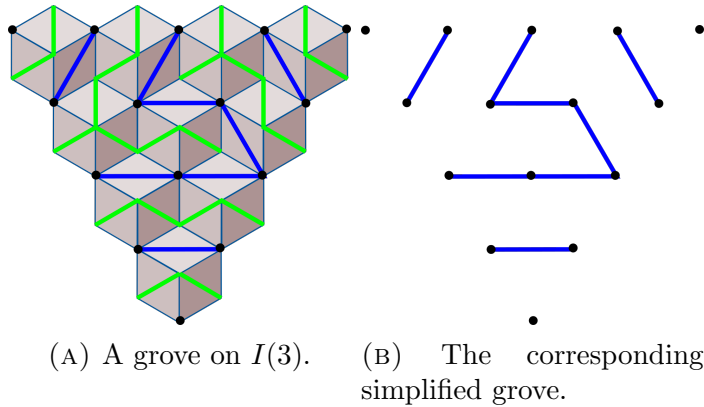 (A) A grove on I(3).
(B) The corresponding
simplified grove.